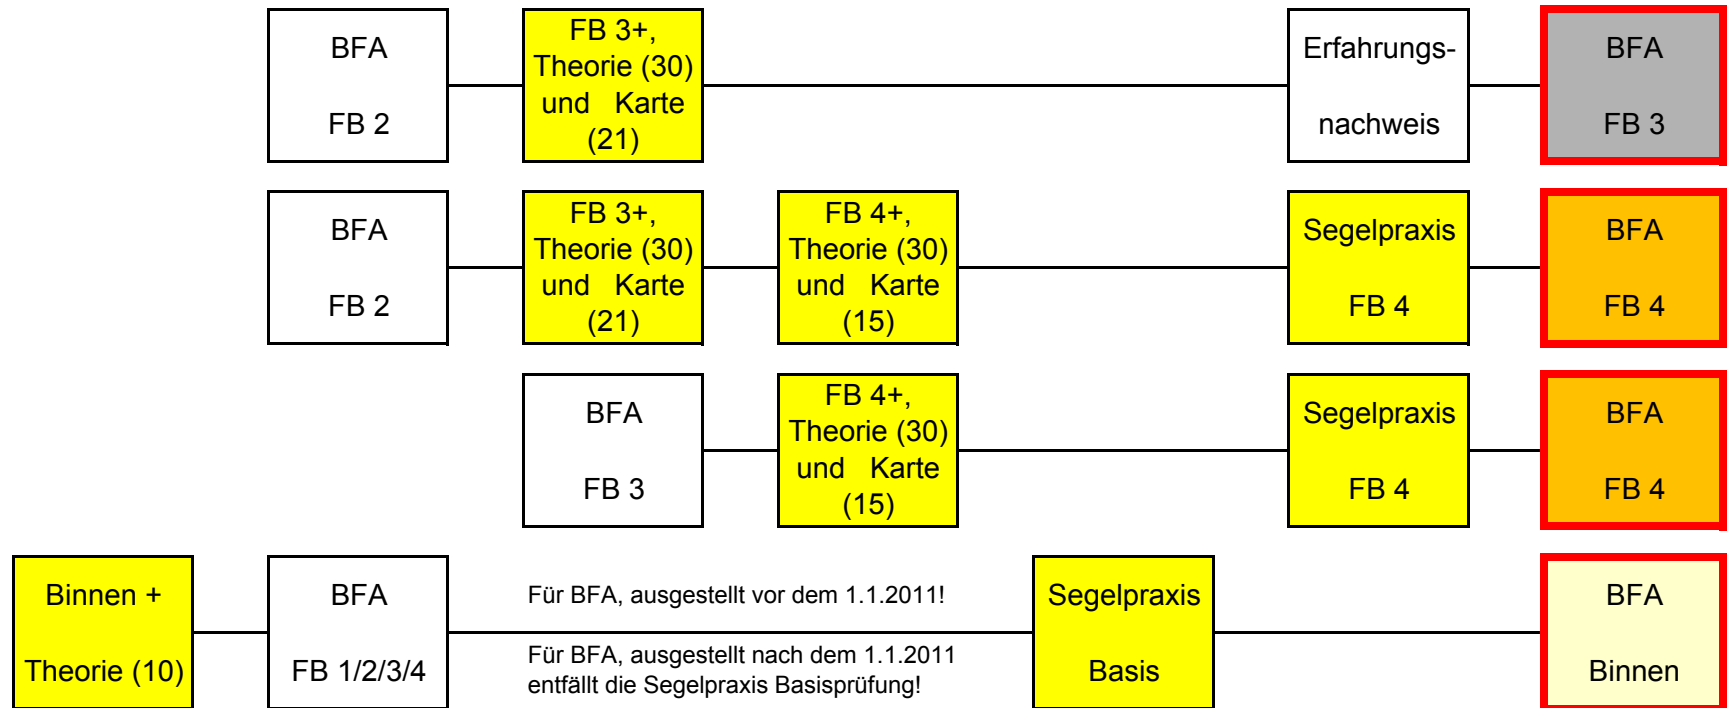 BFA
FB 2
FB 3+,
Theorie (30)
und Karte
(21)
Erfahrungs-
nachweis
BFA
FB 3
BFA
FB 2
FB 3+,
Theorie (30)
und Karte
(21)
FB 4+,
Theorie (30)
und Karte
(15)
Segelpraxis
FB 4
BFA
FB 4
BFA
FB 3
FB 4+,
Theorie (30)
und Karte
(15)
Segelpraxis
FB 4
BFA
FB 4
Binnen +
Theorie (10)
BFA
FB 1/2/3/4
Für BFA, ausgestellt vor dem 1.1.2011!
Für BFA, ausgestellt nach dem 1.1.2011
entfällt die Segelpraxis Basisprüfung!
Segelpraxis
Basis
BFA
Binnen